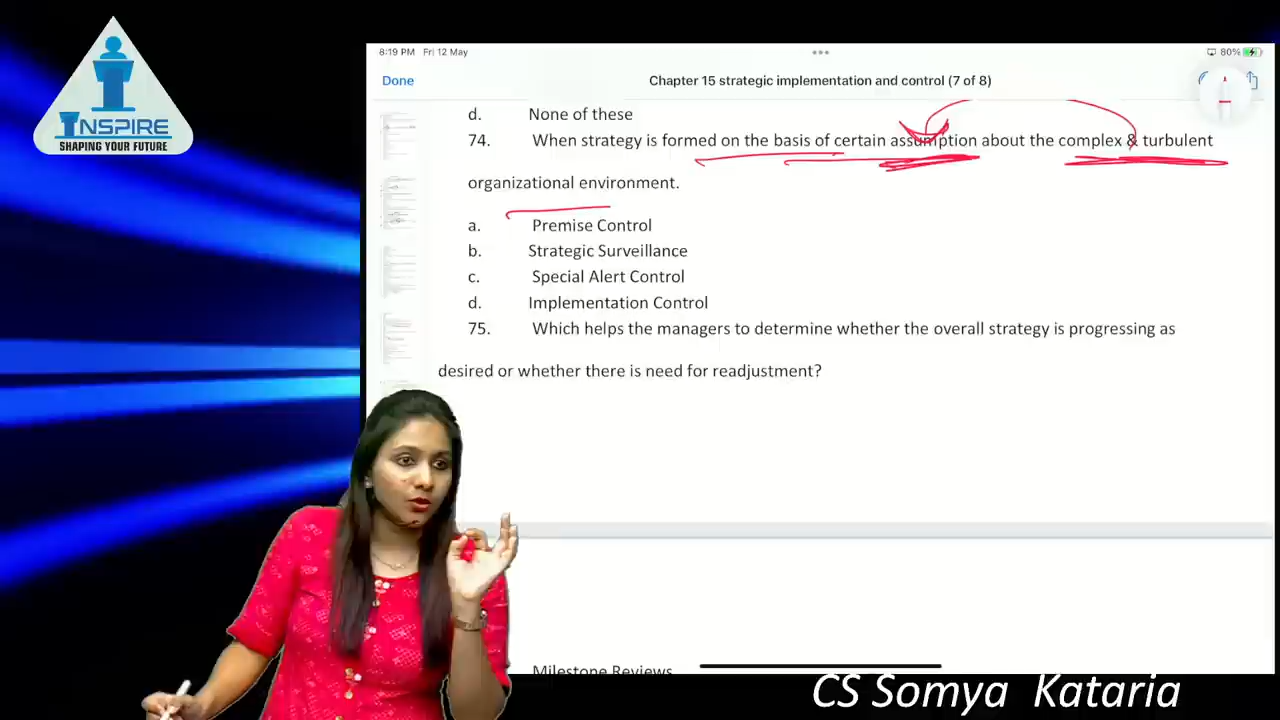 INSPIRE
SHAPING YOUR FUTURE
8:19 PM Fri 12 May
80%
Done
Chapter 15 strategic implementation and control (7 of 8)
d. None of these
74. When strategy is formed on the basis of certain assumption about the complex & turbulent
organizational environment.
a. Premise Control
b. Strategic Surveillance
c. Special Alert Control
d. Implementation Control
75. Which helps the managers to determine whether the overall strategy is progressing as
desired or whether there is need for readjustment?
Milestone Reviews
CS Somya Kataria